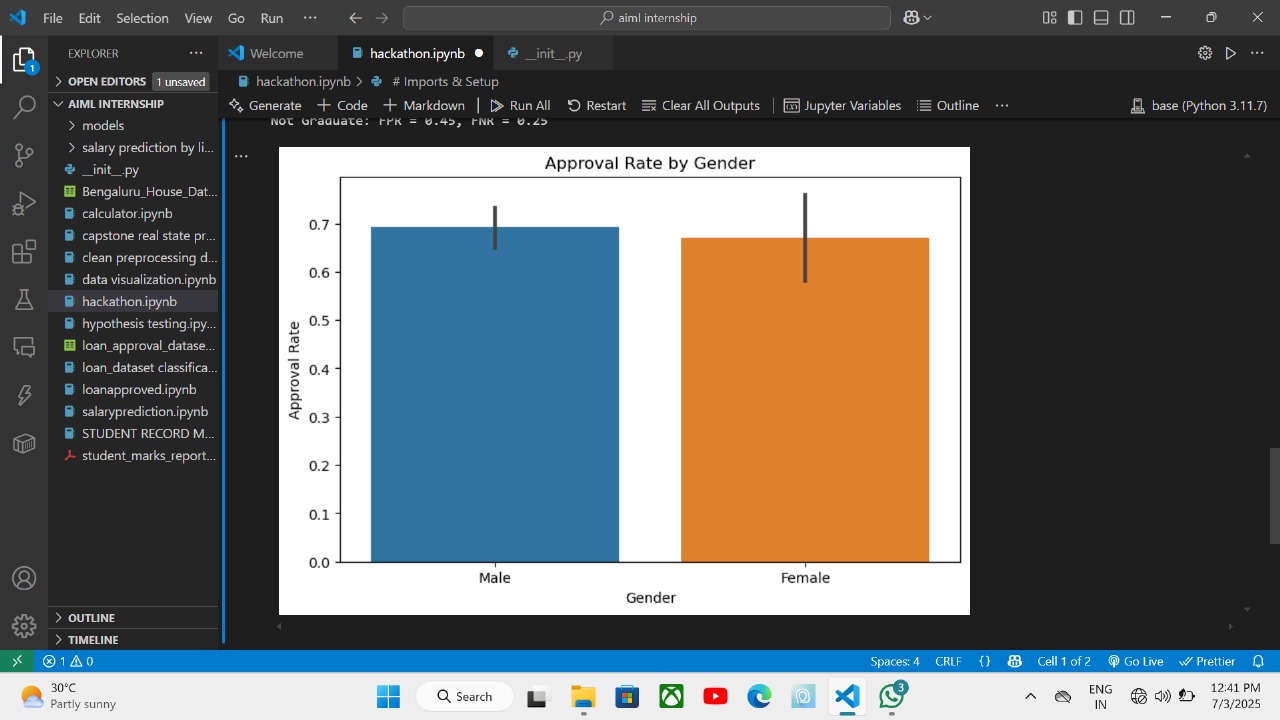 File Edit Selection View Go Run ··· aiml internship
EXPLORER ···
OPEN EDITORS 1 unsaved
AIML INTERNSHIP
models
salary prediction by li...
__init__.py
Bengaluru_House_Dat...
calculator.ipynb
capstone real state pr...
clean preprocessing d...
data visualization.ipynb
hackathon.ipynb
hypothesis testing.ipy...
loan_approval_datase...
loan_dataset classifica...
loanapproved.ipynb
salaryprediction.ipynb
STUDENT RECORD M...
student_marks_report...
OUTLINE
TIMELINE
Welcome hackathon.ipynb __init__.py
hackathon.ipynb > # Imports & Setup
Generate + Code + Markdown Run All Restart Clear All Outputs Jupyter Variables Outline ··· base (Python 3.11.7)
Not Graduate: FPR = 0.45, FNR = 0.25
Approval Rate by Gender
Approval Rate
0.7
0.6
0.5
0.4
0.3
0.2
0.1
0.0
Male Female
Gender
1 0 Spaces: 4 CRLF {} Cell 1 of 2 Go Live Prettier
30°C
Partly sunny
Search
3
ENG
IN
12:41 PM
7/3/2025
1